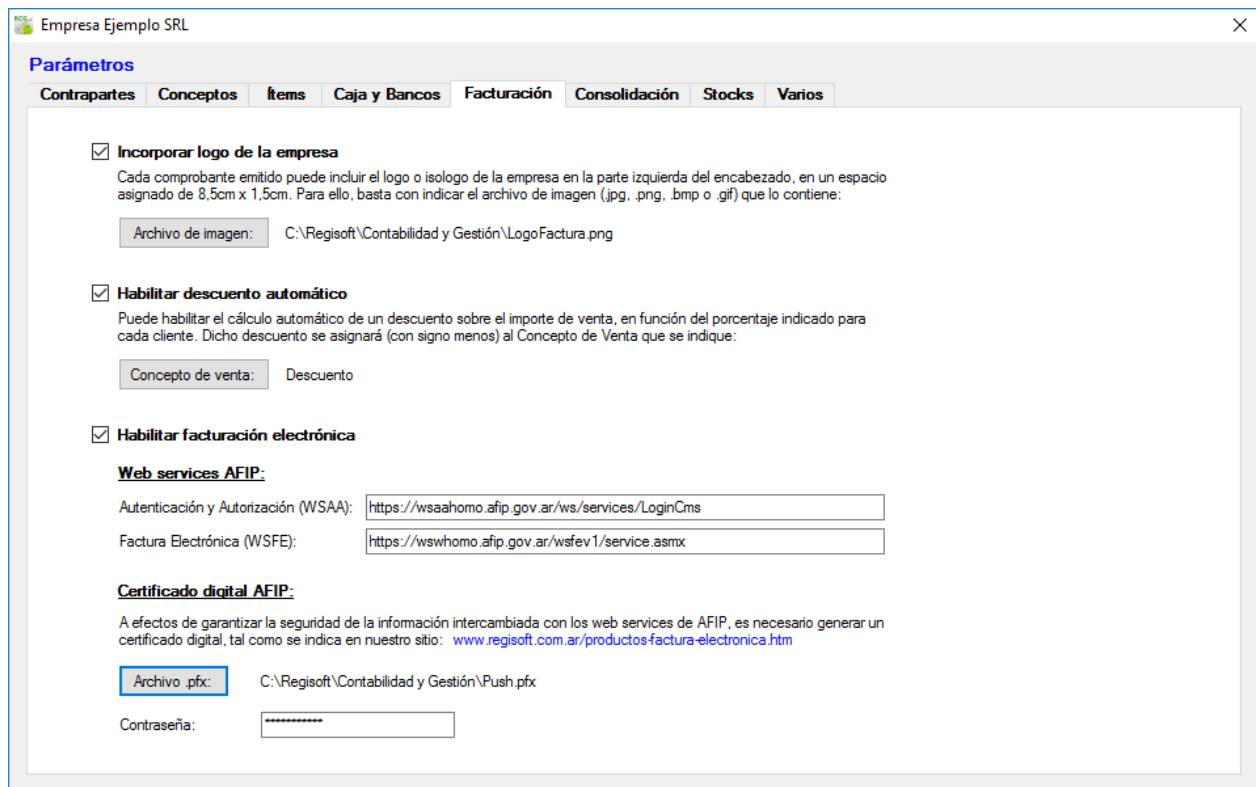 RCG
Empresa Ejemplo SRL
Parámetros
Contrapartes Conceptos Ítems Caja y Bancos Facturación Consolidación Stocks Varios
Incorporar logo de la empresa
Cada comprobante emitido puede incluir el logo o isologo de la empresa en la parte izquierda del encabezado, en un espacio
asignado de 8,5cm x 1,5cm. Para ello, basta con indicar el archivo de imagen (.jpg, .png, .bmp o .gif) que lo contiene:
Archivo de imagen: C:\Regisoft\Contabilidad y Gestión\LogoFactura.png
Habilitar descuento automático
Puede habilitar el cálculo automático de un descuento sobre el importe de venta, en función del porcentaje indicado para
cada cliente. Dicho descuento se asignará (con signo menos) al Concepto de Venta que se indique:
Concepto de venta: Descuento
Habilitar facturación electrónica
Web services AFIP:
Autenticación y Autorización (WSAA): https://wsaahomo.afip.gov.ar/ws/services/LoginCms
Factura Electrónica (WSFE): https://wswhomo.afip.gov.ar/wsfev1/service.asmx
Certificado digital AFIP:
A efectos de garantizar la seguridad de la información intercambiada con los web services de AFIP, es necesario generar un
certificado digital, tal como se indica en nuestro sitio: www.regisoft.com.ar/productos-factura-electronica.htm
Archivo .pfx: C:\Regisoft\Contabilidad y Gestión\Push.pfx
Contraseña: ***********